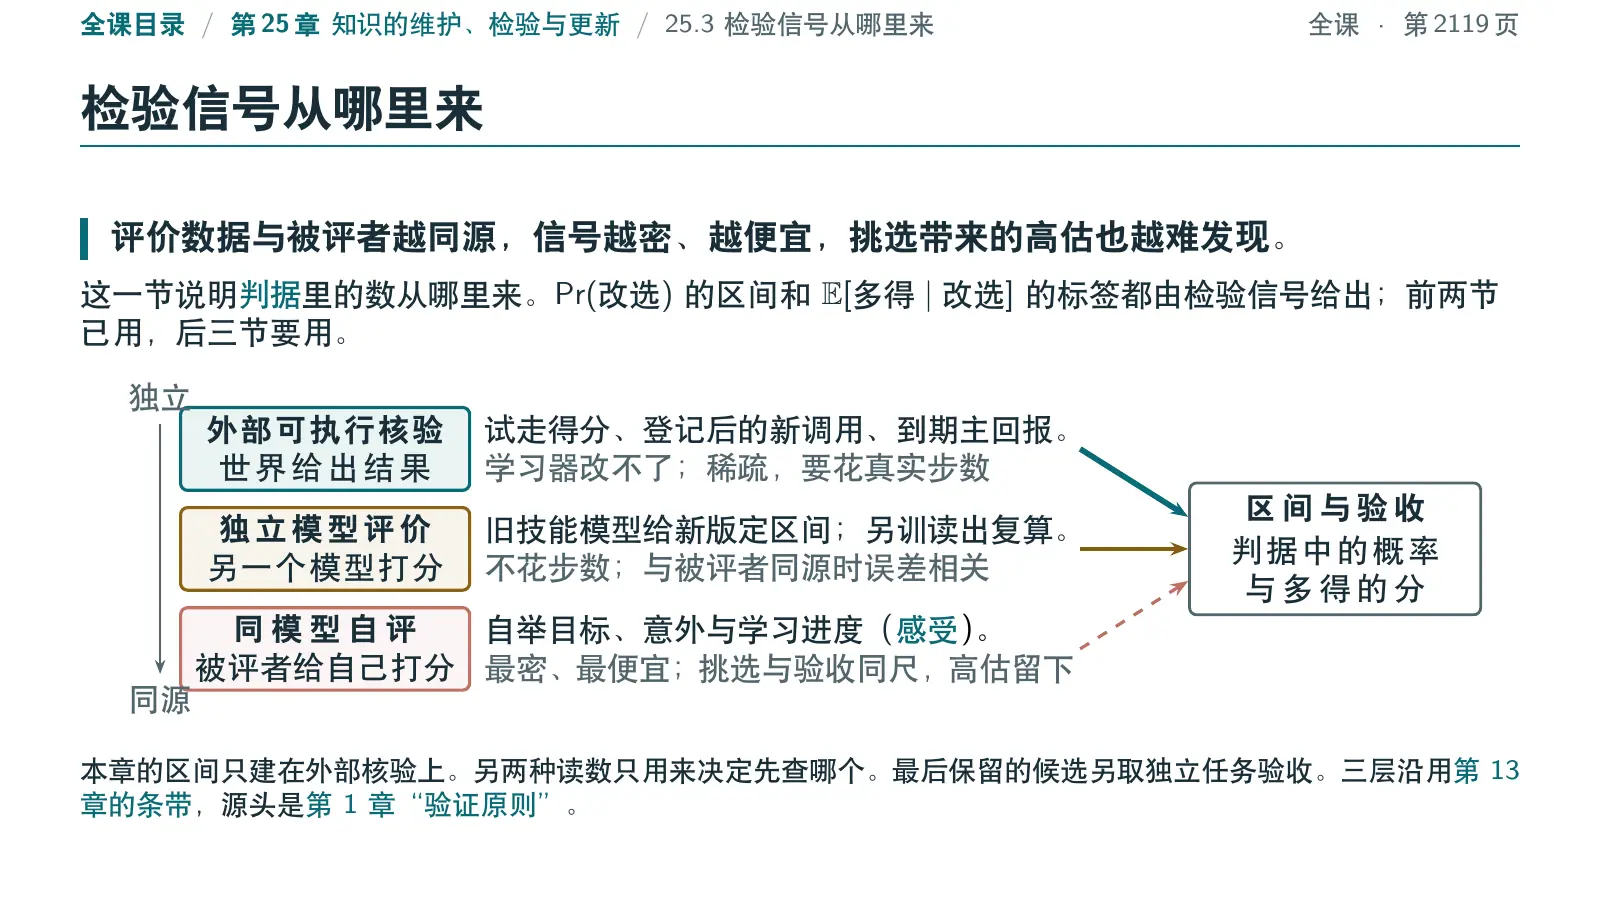 全课目录 / 第 25 章 知识的维护、检验与更新 / 25.3 检验信号从哪里来
全课 · 第 2119 页
检验信号从哪里来
评价数据与被评者越同源，信号越密、越便宜，挑选带来的高估也越难发现。
这一节说明判据里的数从哪里来。Pr(改选) 的区间和 𝔼[多得 | 改选] 的标签都由检验信号给出；前两节
已用，后三节要用。
独立
外部可执行核验
世界给出结果
试走得分、登记后的新调用、到期主回报。
学习器改不了；稀疏，要花真实步数
独立模型评价
另一个模型打分
旧技能模型给新版定区间；另训读出复算。
不花步数；与被评者同源时误差相关
同模型自评
被评者给自己打分
自举目标、意外与学习进度（感受）。
最密、最便宜；挑选与验收同尺，高估留下
同源
区间与验收
判据中的概率
与多得的分
本章的区间只建在外部核验上。另两种读数只用来决定先查哪个。最后保留的候选另取独立任务验收。三层沿用第 13
章的条带，源头是第 1 章“验证原则”。